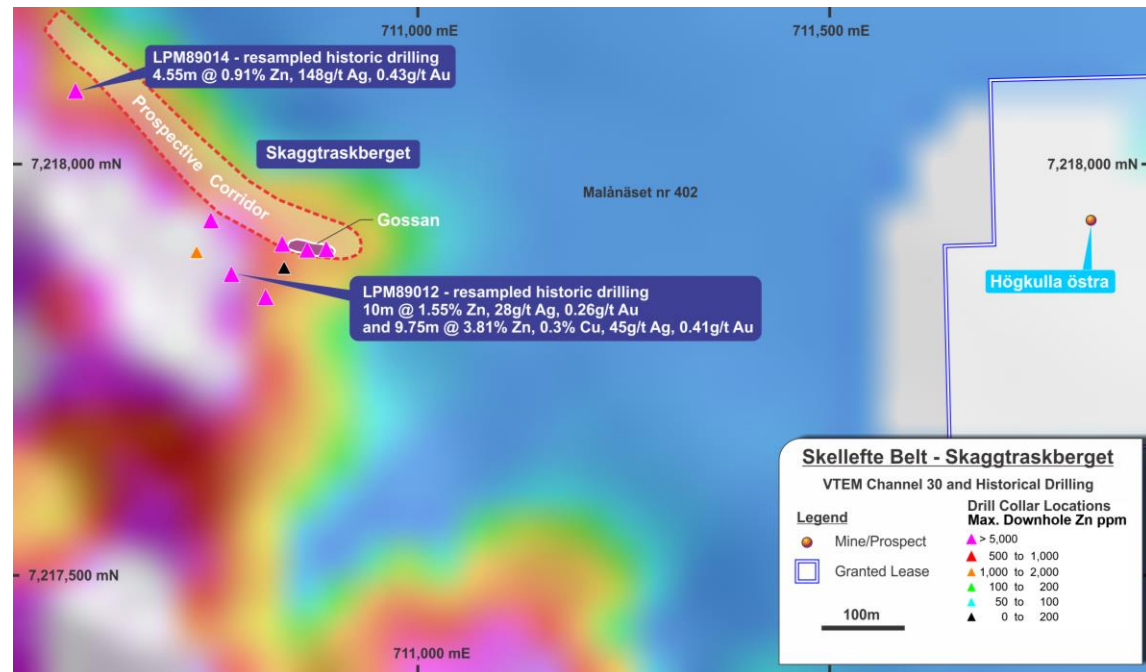 711,000 mE
711,500 mE
LPM89014 - resampled historic drilling
4.55m @ 0.91% Zn, 148g/t Ag, 0.43g/t Au
Prospective Corridor
Skaggtraskberget
7,218,000 mN
7,218,000 mN
Malånäset nr 402
Gossan
Högkulla östra
LPM89012 - resampled historic drilling
10m @ 1.55% Zn, 28g/t Ag, 0.26g/t Au
and 9.75m @ 3.81% Zn, 0.3% Cu, 45g/t Ag, 0.41g/t Au
7,217,500 mN
711,000 mE
Skellefte Belt - Skaggtraskberget
VTEM Channel 30 and Historical Drilling
Legend
Mine/Prospect
Granted Lease
100m
Drill Collar Locations
Max. Downhole Zn ppm
> 5,000
500 to 1,000
1,000 to 2,000
100 to 200
50 to 100
0 to 200